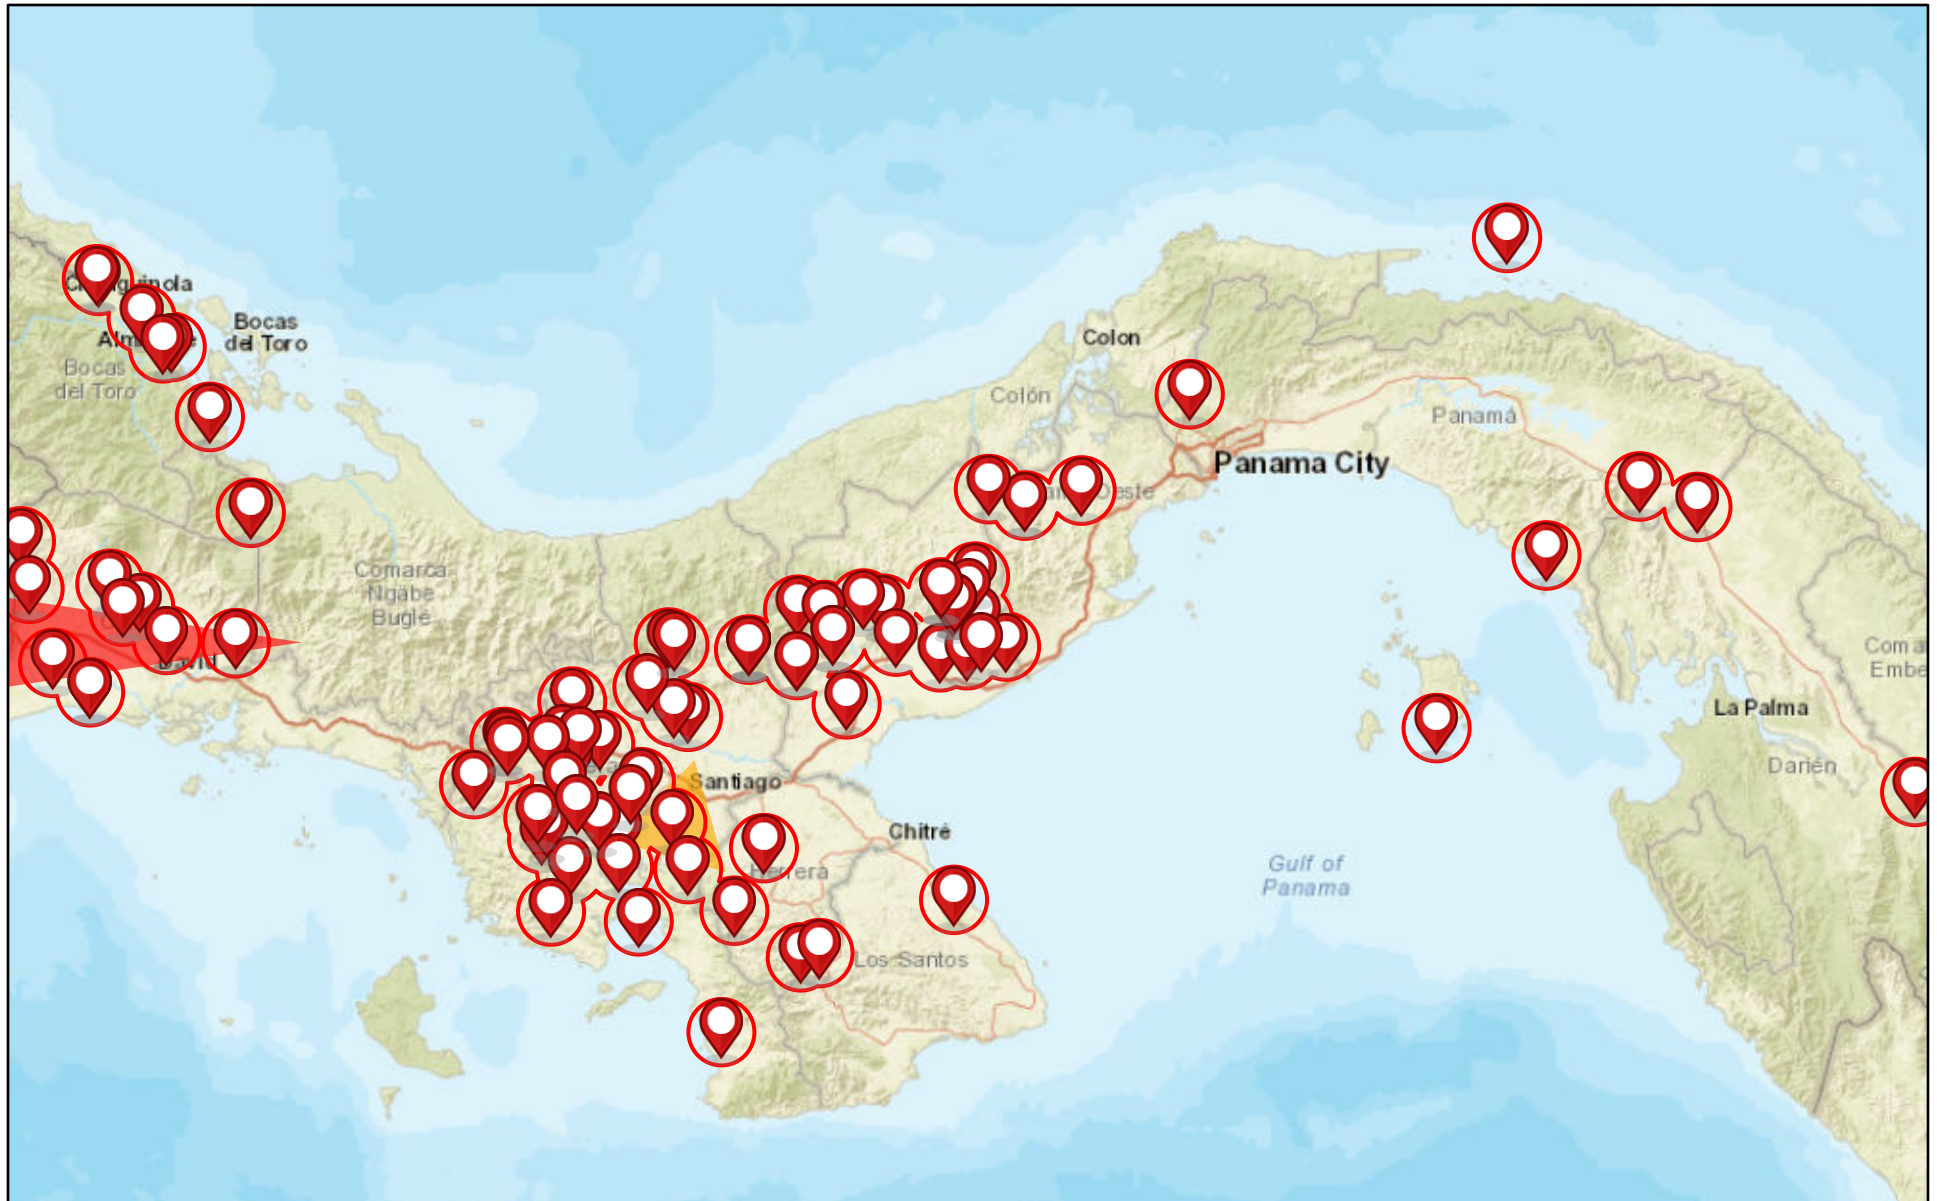 Bocas
del Toro
Bocas
del Toro
Colon
Colón
Panamá
Panama City
Comarca
Ngäbe
Buglé
David
La Palma
Darién
Santiago
Chitré
Herrera
Los Santos
Gulf of
Panama